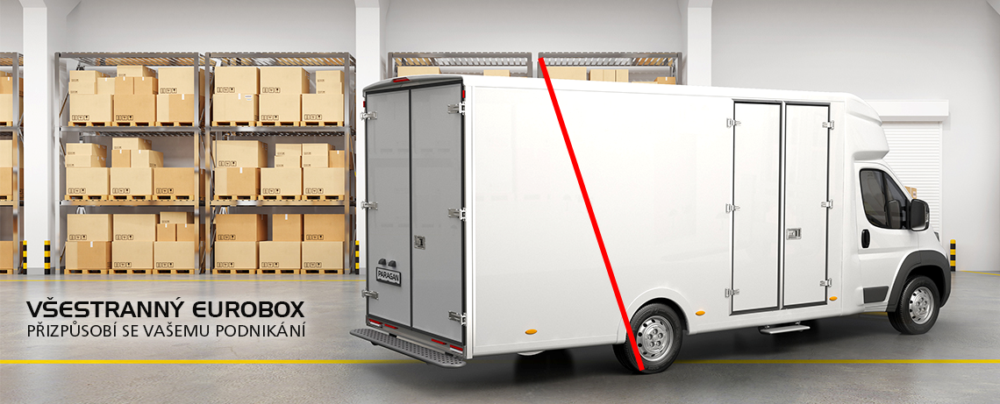 PARAGAN
VŠESTRANNÝ EUROBOX
PŘIZPŮSOBÍ SE VAŠEMU PODNIKÁNÍ